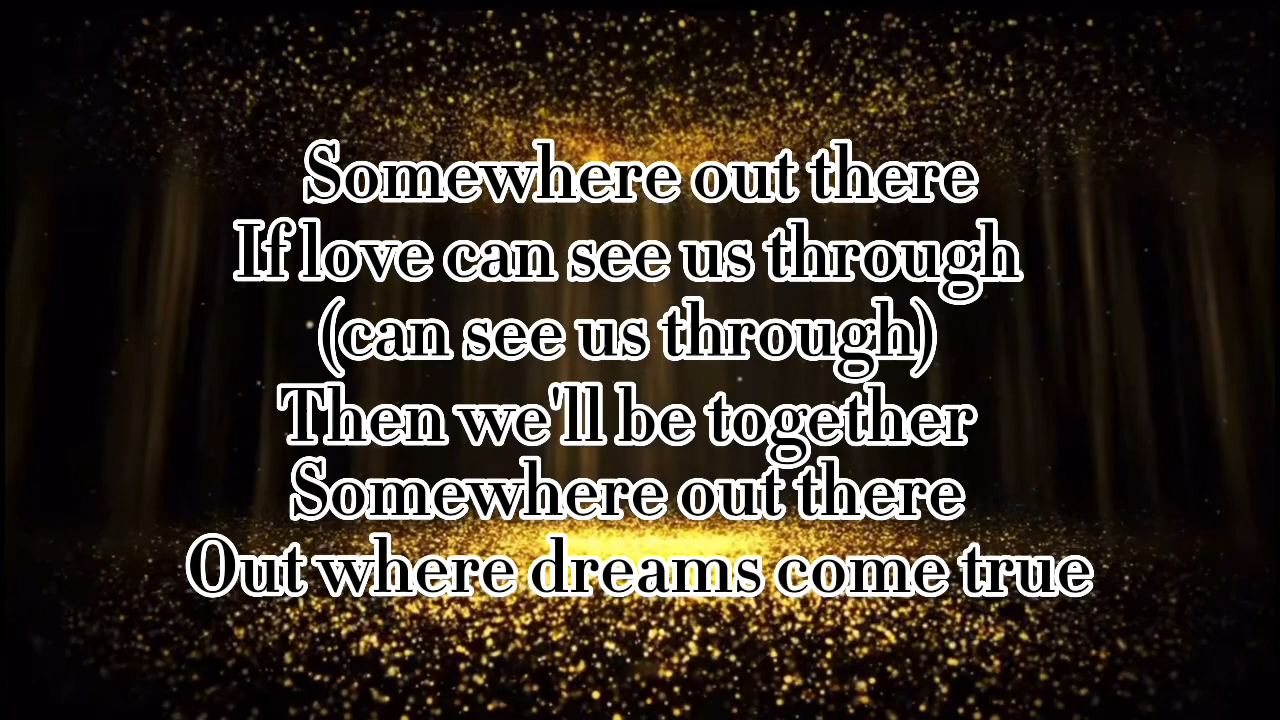 Somewhere out there
If love can see us through
(can see us through)
Then we'll be together
Somewhere out there
Out where dreams come true